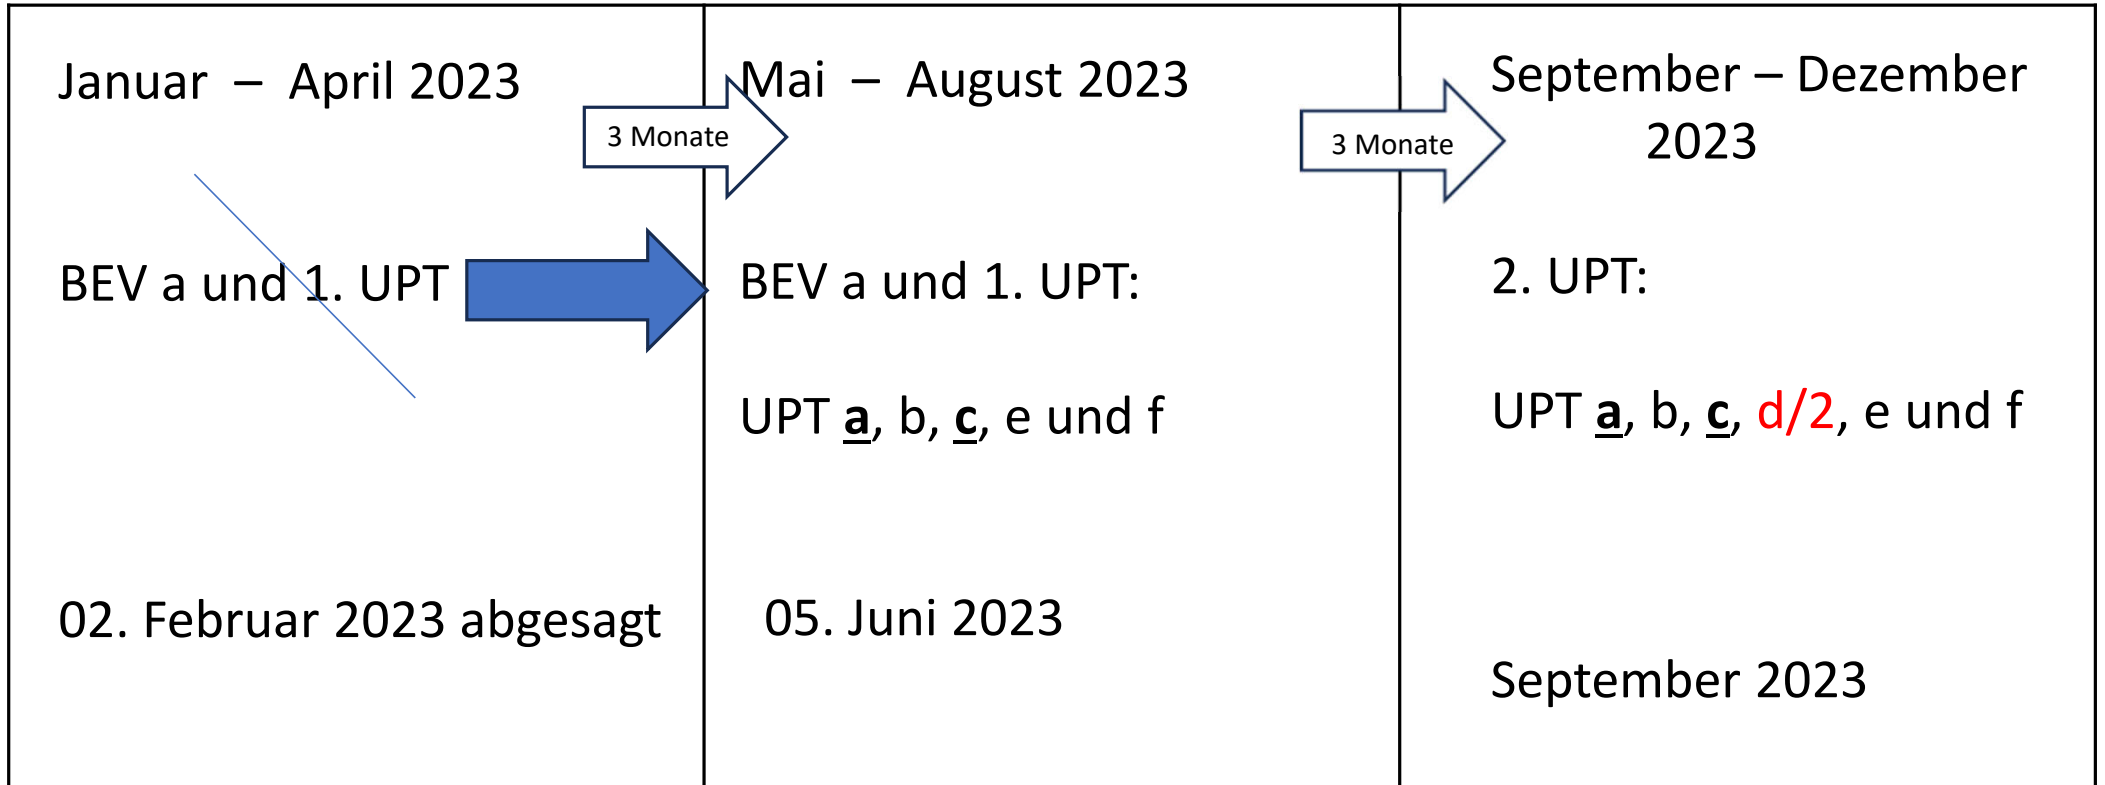 Januar – April 2023
3 Monate
BEV a und 1. UPT
02. Februar 2023 abgesagt
Mai – August 2023
3 Monate
BEV a und 1. UPT:
UPT a, b, c, e und f
05. Juni 2023
September – Dezember
2023
2. UPT:
UPT a, b, c, d/2, e und f
September 2023